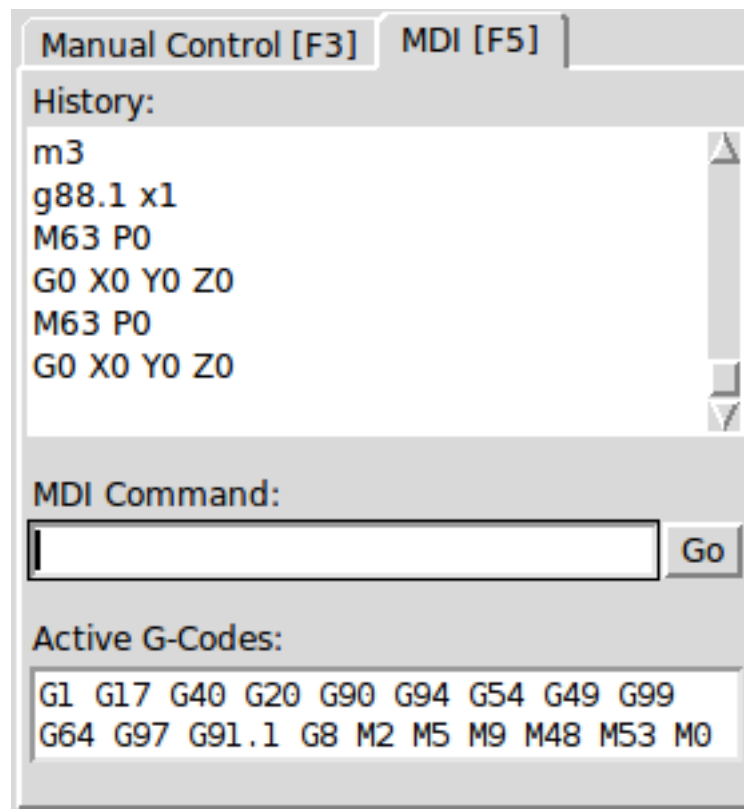 Manual Control [F3] MDI [F5]
History:
m3
g88.1 x1
M63 P0
G0 X0 Y0 Z0
M63 P0
G0 X0 Y0 Z0
MDI Command:
Go
Active G-Codes:
G1 G17 G40 G20 G90 G94 G54 G49 G99
G64 G97 G91.1 G8 M2 M5 M9 M48 M53 M0